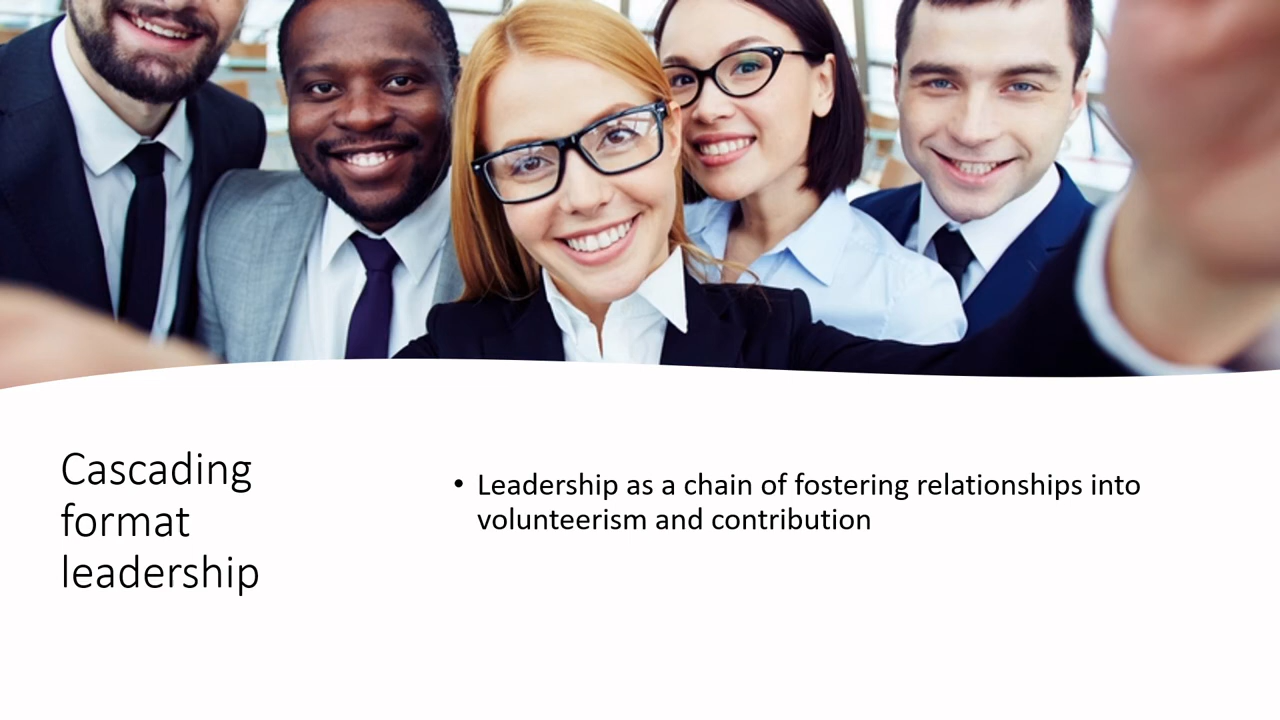 Cascading
format
leadership
• Leadership as a chain of fostering relationships into
volunteerism and contribution